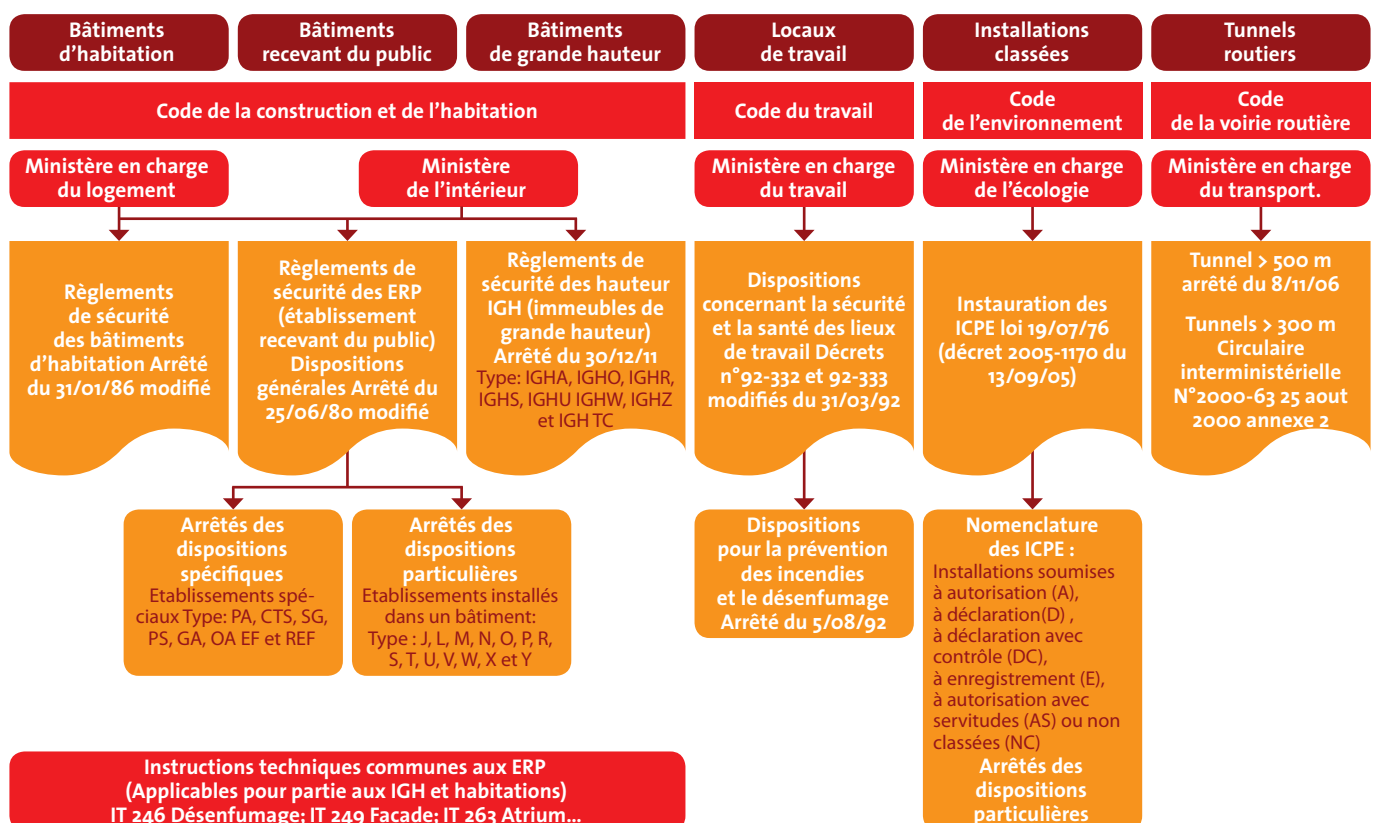 Bâtiments
d'habitation
Bâtiments
recevant du public
Bâtiments
de grande hauteur
Locaux
de travail
Installations
classées
Tunnels
routiers
Code de la construction et de l'habitation
Code du travail
Code
de l'environnement
Code
de la voirie routière
Ministère en charge
du logement
Ministère
de l'intérieur
Ministère en charge
du travail
Ministère en charge
de l'écologie
Ministère en charge
du transport.
Règlements
de sécurité
des bâtiments
d'habitation Arrêté
du 31/01/86 modifié
Règlements de
sécurité des ERP
(établissement
recevant du public)
Dispositions
générales Arrêté du
25/06/80 modifié
Règlements de
sécurité des hauteur
IGH (immeubles de
grande hauteur)
Arrêté du 30/12/11
Type: IGHA, IGHO, IGHR,
IGHS, IGHU IGHW, IGHZ
et IGH TC
Dispositions
concernant la sécurité
et la santé des lieux
de travail Décrets
n°92-332 et 92-333
modifiés du 31/03/92
Instauration des
ICPE loi 19/07/76
(décret 2005-1170 du
13/09/05)
Tunnel > 500 m
arrêté du 8/11/06
Tunnels > 300 m
Circulaire
interministérielle
N°2000-63 25 aout
2000 annexe 2
Arrêtés des
dispositions
spécifiques
Etablissements spé-
ciaux Type: PA, CTS, SG,
PS, GA, OA EF et REF
Arrêtés des
dispositions
particulières
Etablissements installés
dans un bâtiment:
Type : J, L, M, N, O, P, R,
S, T, U, V, W, X et Y
Dispositions
pour la prévention
des incendies
et le désenfumage
Arrêté du 5/08/92
Nomenclature
des ICPE :
Installations soumises
à autorisation (A),
à déclaration(D) ,
à déclaration avec
contrôle (DC),
à enregistrement (E),
à autorisation avec
servitudes (AS) ou non
classées (NC)
Arrêtés des
dispositions
particulières
Instructions techniques communes aux ERP
(Applicables pour partie aux IGH et habitations)
IT 246 Désenfumage; IT 249 Facade; IT 263 Atrium...